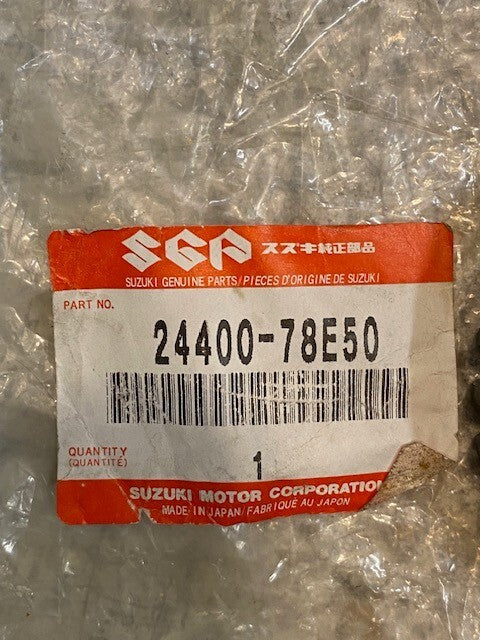 SGP スズキ純正部品
SUZUKI GENUINE PARTS/PIECES D'ORIGINE DE SUZUKI
PART NO.
24400-78E50
QUANTITY
(QUANTITÉ)
1
SUZUKI MOTOR CORPORATION
MADE IN JAPAN/FABRIQUÉ AU JAPON